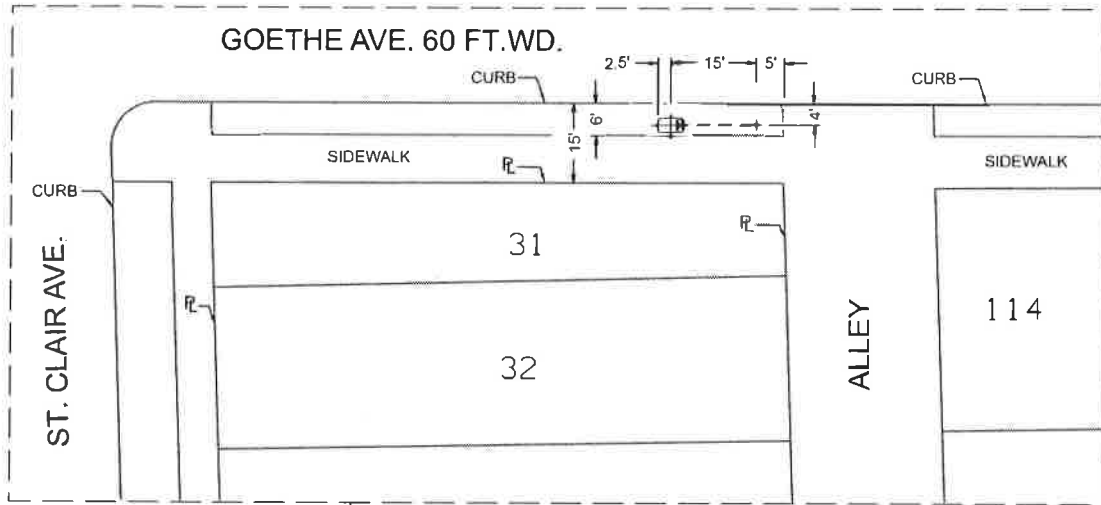 GOETHE AVE. 60 FT.WD.
2.5' 15' 5'
CURB
CURB
6'
4'
15'
SIDEWALK
SIDEWALK
PL
CURB
31
PL
ST. CLAIR AVE.
PL
114
32
ALLEY